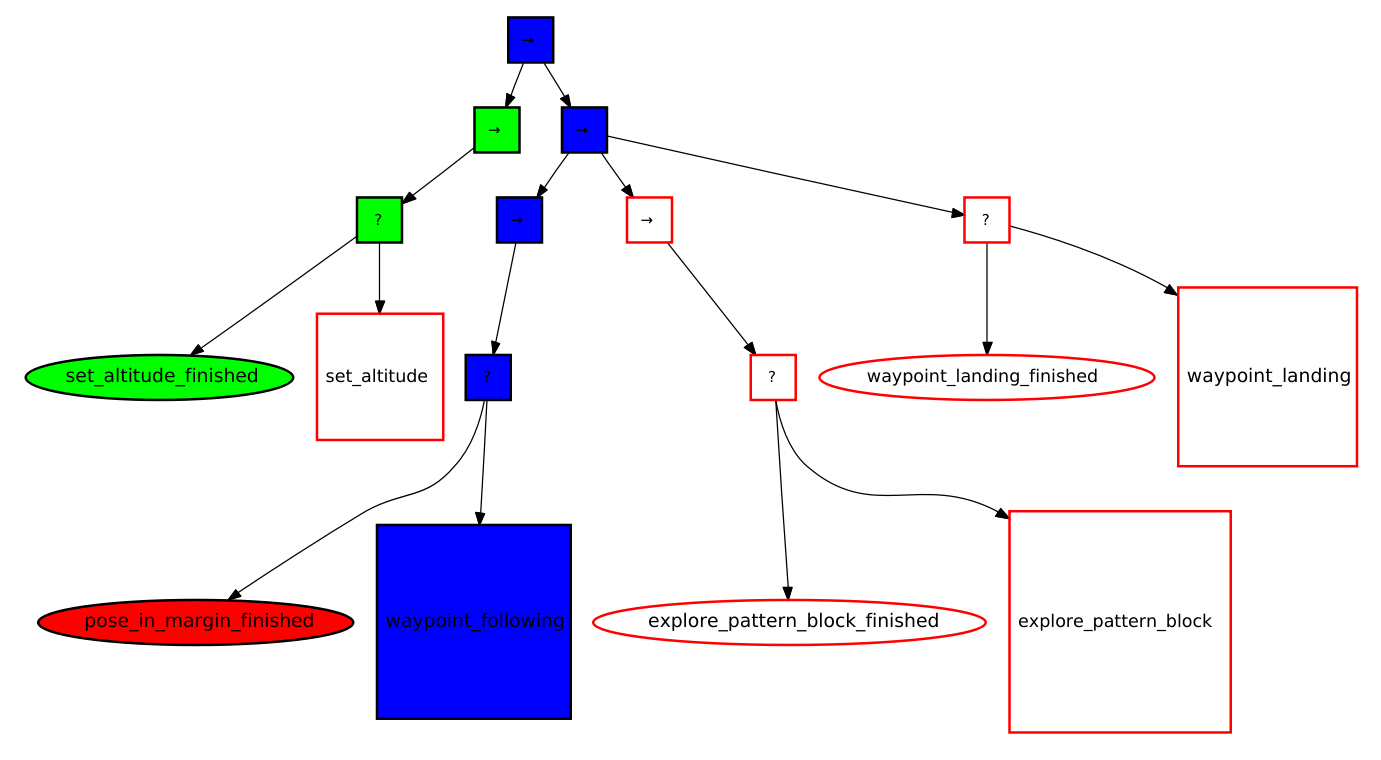 →
→
→
?
→
→
?
set_altitude_finished
set_altitude
?
?
waypoint_landing_finished
waypoint_landing
pose_in_margin_finished
waypoint_following
explore_pattern_block_finished
explore_pattern_block